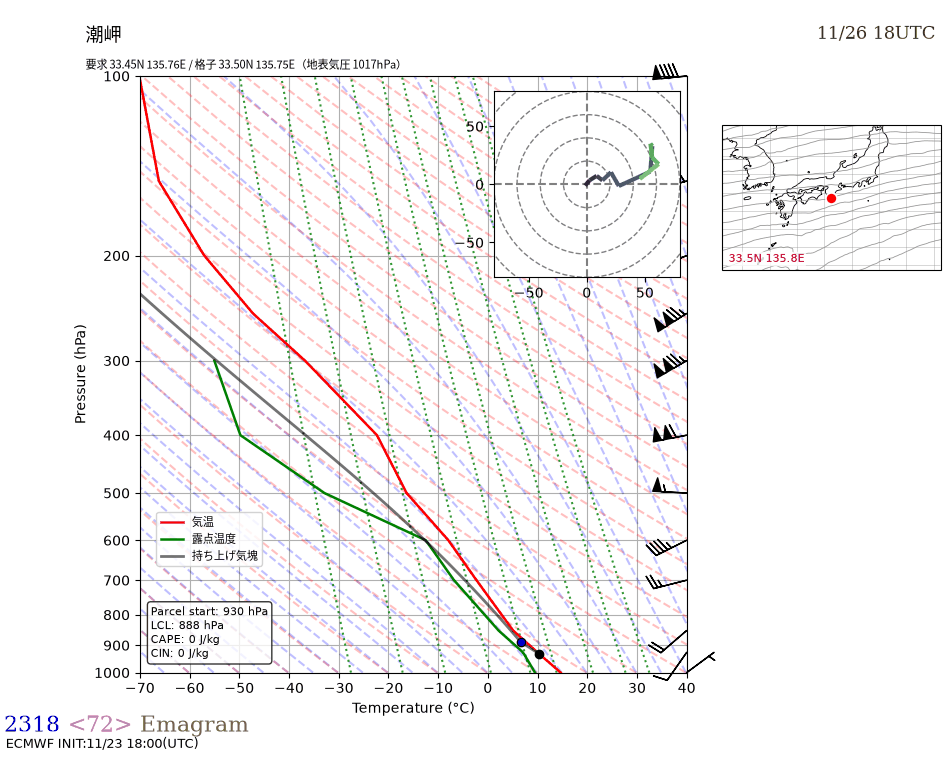 潮岬
11/26 18UTC
要求 33.45N 135.76E / 格子 33.50N 135.75E（地表気圧 1017hPa）
100
200
300
400
500
600
700
800
900
1000
Pressure (hPa)
50
0
−50
−50 0 50
33.5N 135.8E
気温
露点温度
持ち上げ気塊
Parcel start: 930 hPa
LCL: 888 hPa
CAPE: 0 J/kg
CIN: 0 J/kg
−70 −60 −50 −40 −30 −20 −10 0 10 20 30 40
Temperature (°C)
2318 <72> Emagram
ECMWF INIT:11/23 18:00(UTC)